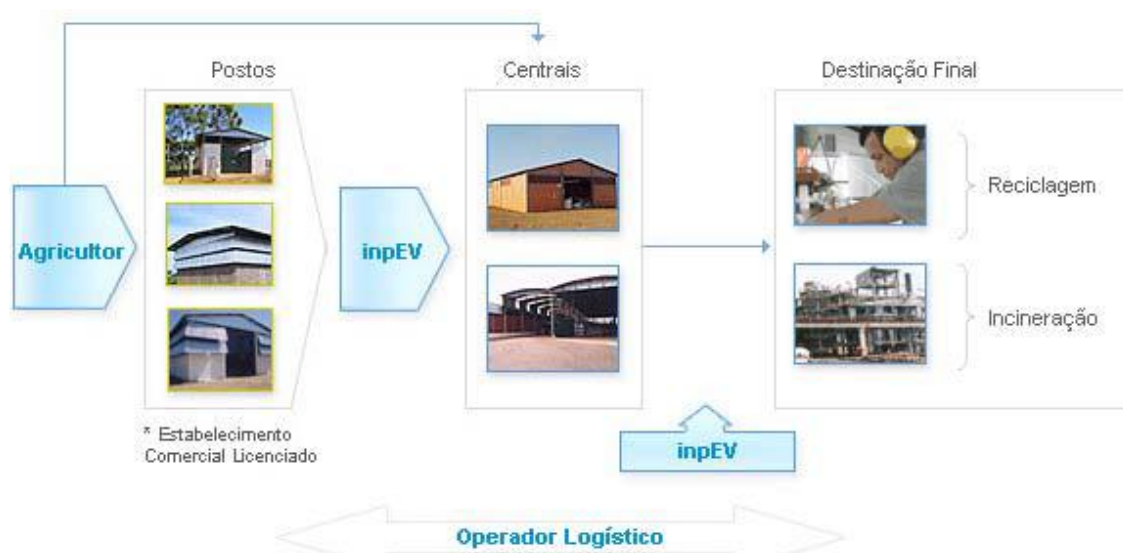 Postos
Centrais
Destinação Final
Agricultor
inpEV
Reciclagem
Incineração
* Estabelecimento
Comercial Licenciado
inpEV
Operador Logístico